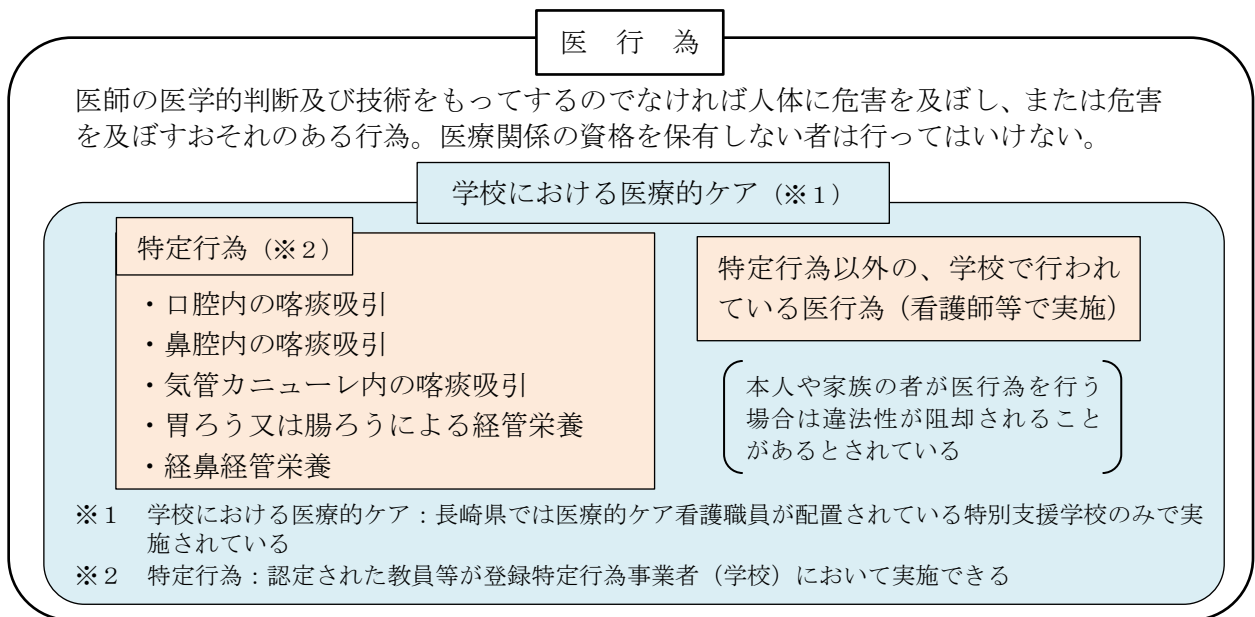 医 行 為
医師の医学的判断及び技術をもってするのでなければ人体に危害を及ぼし、または危害
を及ぼすおそれのある行為。医療関係の資格を保有しない者は行ってはいけない。
学校における医療的ケア（※１）
特定行為（※２）
・口腔内の喀痰吸引
・鼻腔内の喀痰吸引
・気管カニューレ内の喀痰吸引
・胃ろう又は腸ろうによる経管栄養
・経鼻経管栄養
特定行為以外の、学校で行われ
ている医行為（看護師等で実施）
本人や家族の者が医行為を行う
場合は違法性が阻却されること
があるとされている
※１ 学校における医療的ケア：長崎県では医療的ケア看護職員が配置されている特別支援学校のみで実
施されている
※２ 特定行為：認定された教員等が登録特定行為事業者（学校）において実施できる